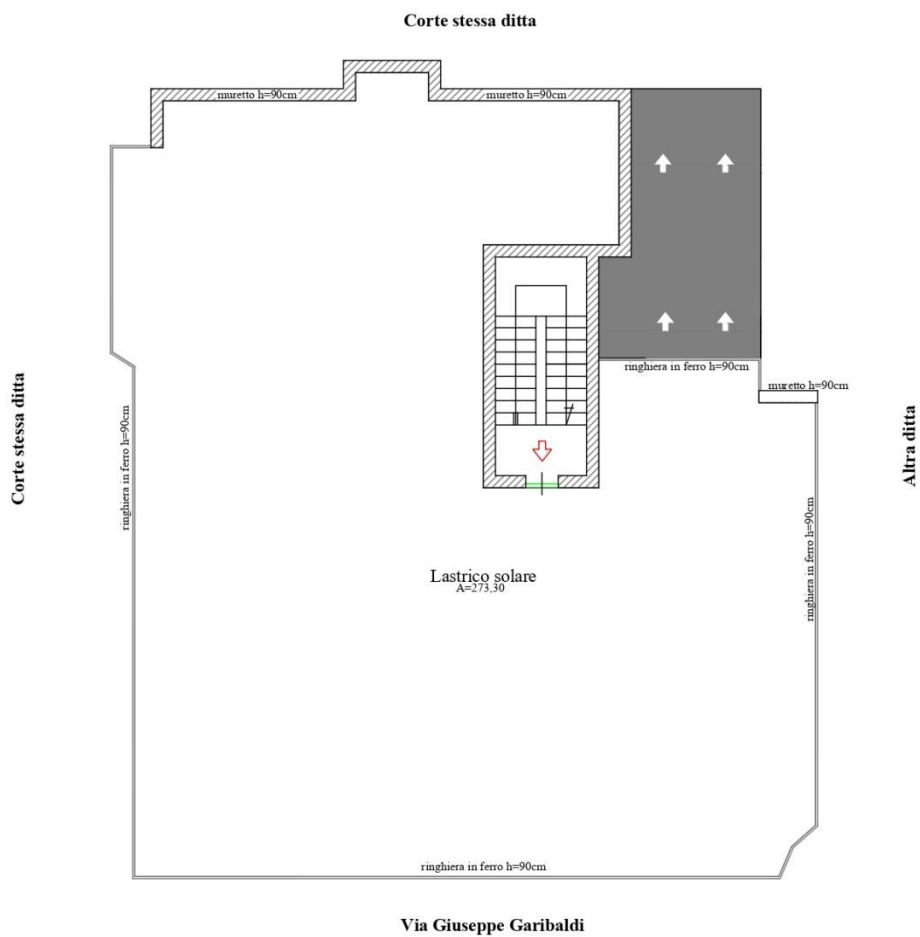 Corte stessa ditta
muretto h=90cm
muretto h=90cm
ringhiera in ferro h=90cm
muretto h=90cm
Corte stessa ditta
ringhiera in ferro h=90cm
Altra ditta
ringhiera in ferro h=90cm
Lastrico solare
A=273,30
ringhiera in ferro h=90cm
Via Giuseppe Garibaldi